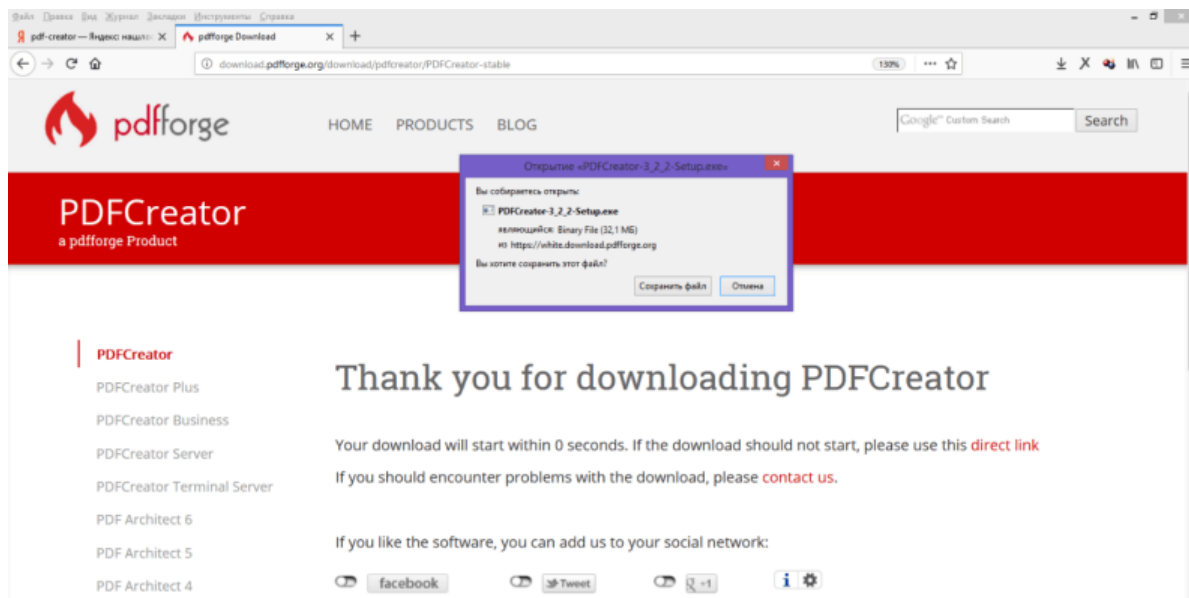 Файл Правка Вид Журнал Закладки Инструменты Справка
pdf-creator — Яндекс: нашлос
pdfforge Download
download.pdfforge.org/download/pdfcreator/PDFCreator-stable
130%
pdfforge
HOME PRODUCTS BLOG
Google™ Custom Search
Search
Открытие «PDFCreator-3_2_2-Setup.exe»
Вы собираетесь открыть:
PDFCreator-3_2_2-Setup.exe
являющийся: Binary File (32,1 МБ)
из https://white.download.pdfforge.org
Вы хотите сохранить этот файл?
Сохранить файл Отмена
PDFCreator
a pdfforge Product
PDFCreator
PDFCreator Plus
PDFCreator Business
PDFCreator Server
PDFCreator Terminal Server
PDF Architect 6
PDF Architect 5
PDF Architect 4
Thank you for downloading PDFCreator
Your download will start within 0 seconds. If the download should not start, please use this direct link
If you should encounter problems with the download, please contact us.
If you like the software, you can add us to your social network:
facebook Tweet +1